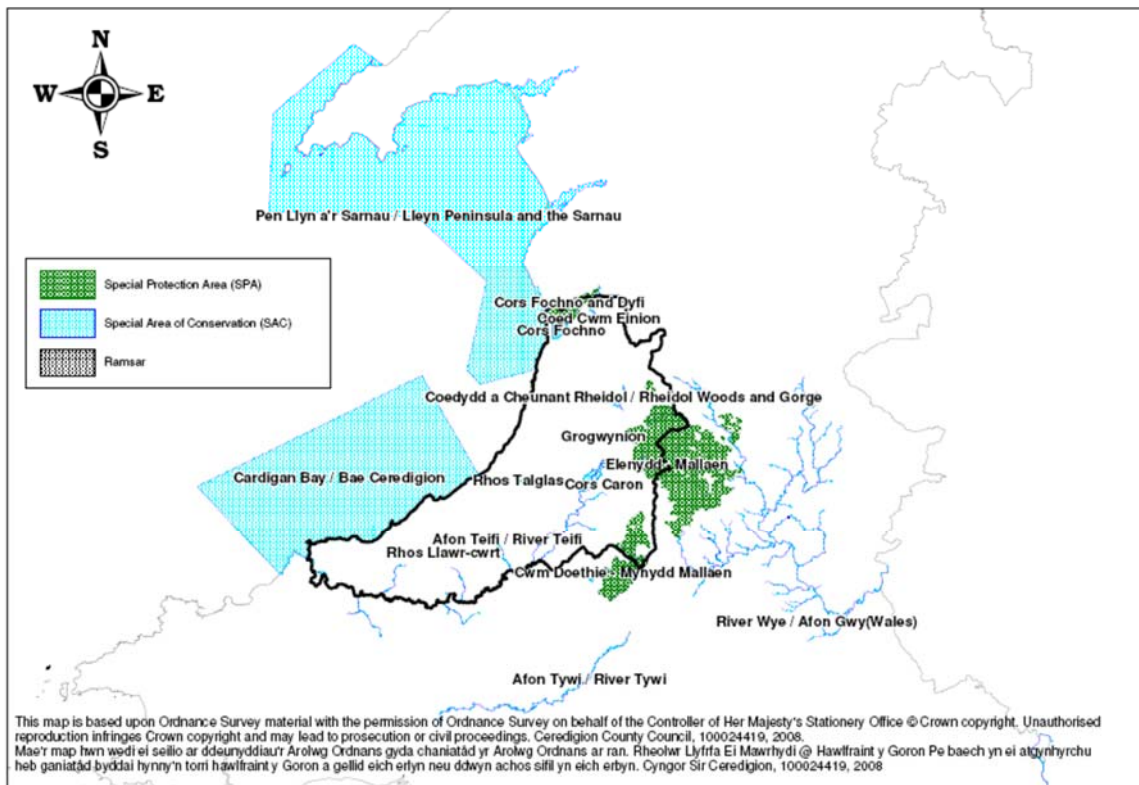 N
W E
S
Pen Llyn a'r Sarnau / Lleyn Peninsula and the Sarnau
Special Protection Area (SPA)
Special Area of Conservation (SAC)
Ramsar
Cors Fochno and Dyfi
Coed Cwm Einion
Cors Fochno
Coedydd a Cheunant Rheidol / Rheidol Woods and Gorge
Grogwynion
Elenydd - Mallaen
Cardigan Bay / Bae Ceredigion
Rhos Talglas
Cors Caron
Afon Teifi / River Teifi
Rhos Llawr-cwrt
Cwm Doethie - Mynydd Mallaen
River Wye / Afon Gwy(Wales)
Afon Tywi / River Tywi
This map is based upon Ordnance Survey material with the permission of Ordnance Survey on behalf of the Controller of Her Majesty's Stationery Office © Crown copyright. Unauthorised
reproduction infringes Crown copyright and may lead to prosecution or civil proceedings. Ceredigion County Council, 100024419, 2008.
Mae'r map hwn wedi ei seilio ar ddeunyddiau'r Arolwg Ordnans gyda chaniatâd yr Arolwg Ordnans ar ran. Rheolwr Llyfrfa Ei Mawrhydi @ Hawlfraint y Goron Pe baech yn ei atgynhyrchu
heb ganiatâd byddai hynny'n torri hawlfraint y Goron a gellid eich erlyn neu ddwyn achos sifil yn eich erbyn. Cyngor Sir Ceredigion, 100024419, 2008